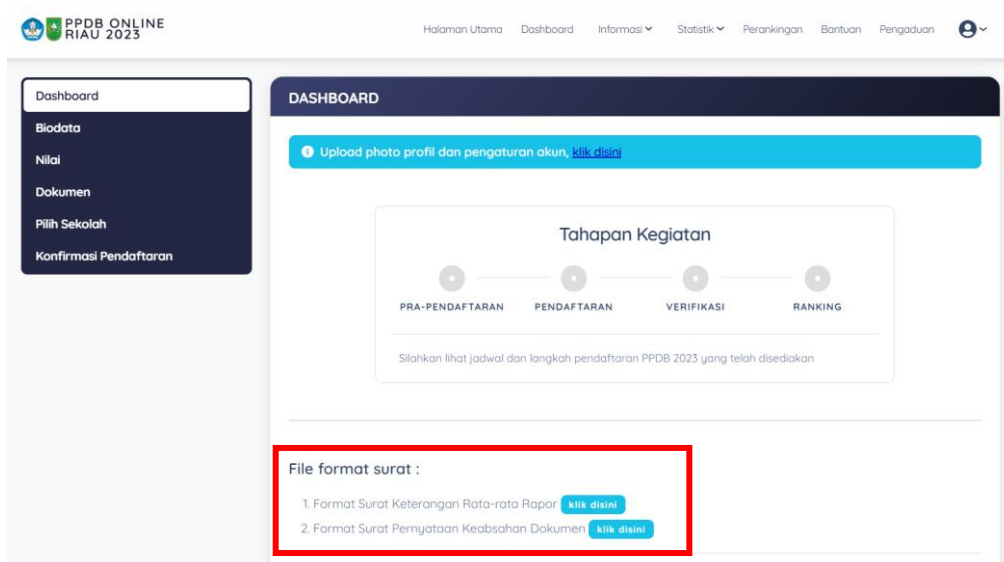 PPDB ONLINE
RIAU 2023
Halaman Utama Dashboard Informasi Statistik Perankingan Bantuan Pengaduan
Dashboard
Biodata
Nilai
Dokumen
Pilih Sekolah
Konfirmasi Pendaftaran
DASHBOARD
Upload photo profil dan pengaturan akun, klik disini
Tahapan Kegiatan
PRA-PENDAFTARAN PENDAFTARAN VERIFIKASI RANKING
Silahkan lihat jadwal dan langkah pendaftaran PPDB 2023 yang telah disediakan
File format surat :
1. Format Surat Keterangan Rata-rata Rapor klik disini
2. Format Surat Pernyataan Keabsahan Dokumen klik disini